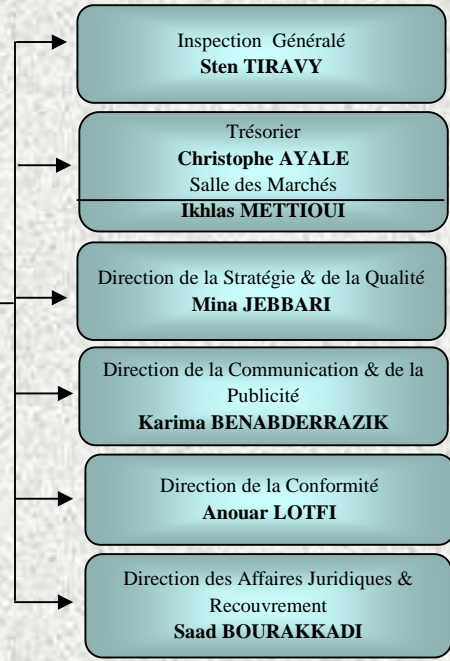 Inspection Généralé
Sten TIRAVY
Trésorier
Christophe AYALE
Salle des Marchés
Ikhlas METTIOUI
Direction de la Stratégie & de la Qualité
Mina JEBBARI
Direction de la Communication & de la
Publicité
Karima BENABDERRAZIK
Direction de la Conformité
Anouar LOTFI
Direction des Affaires Juridiques &
Recouvrement
Saad BOURAKKADI